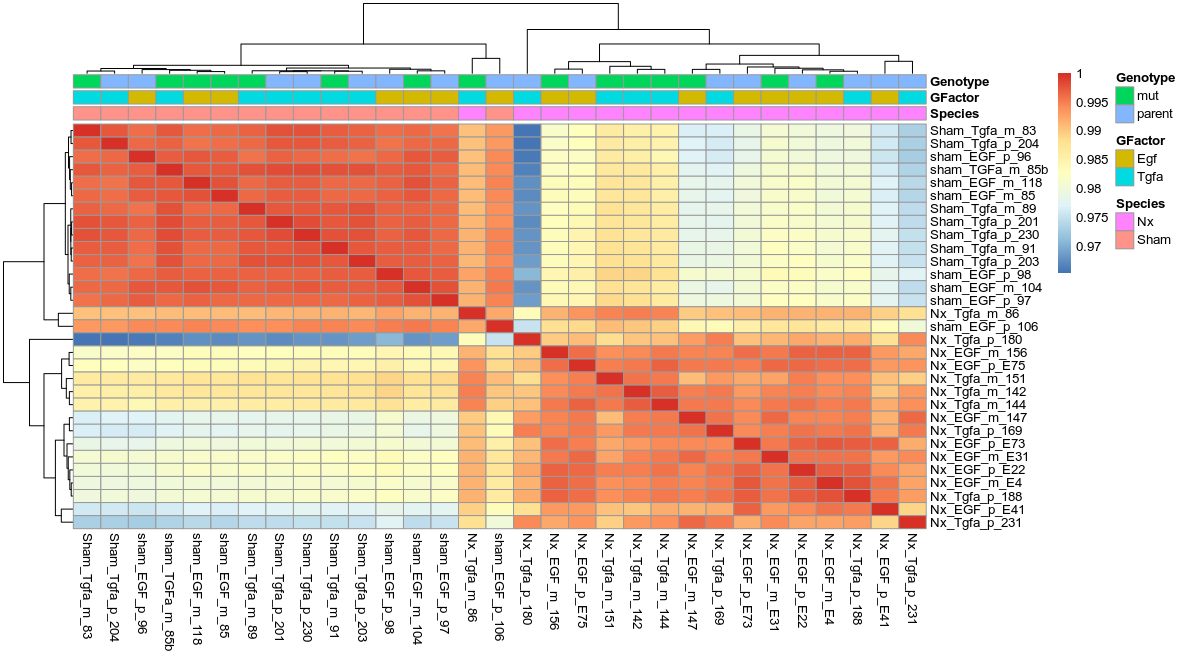 Genotype
GFactor
Species
Sham_Tgfa_m_83
Sham_Tgfa_p_204
sham_EGF_p_96
sham_TGFa_m_85b
sham_EGF_m_118
sham_EGF_m_85
Sham_Tgfa_m_89
Sham_Tgfa_p_201
Sham_Tgfa_p_230
Sham_Tgfa_m_91
Sham_Tgfa_p_203
sham_EGF_p_98
sham_EGF_m_104
sham_EGF_p_97
Nx_Tgfa_m_86
sham_EGF_p_106
Nx_Tgfa_p_180
Nx_EGF_m_156
Nx_EGF_p_E75
Nx_Tgfa_m_151
Nx_Tgfa_m_142
Nx_Tgfa_m_144
Nx_EGF_m_147
Nx_Tgfa_p_169
Nx_EGF_p_E73
Nx_EGF_m_E31
Nx_EGF_p_E22
Nx_EGF_m_E4
Nx_Tgfa_p_188
Nx_EGF_p_E41
Nx_Tgfa_p_231
Sham_Tgfa_m_83
Sham_Tgfa_p_204
sham_EGF_p_96
sham_TGFa_m_85b
sham_EGF_m_118
sham_EGF_m_85
Sham_Tgfa_m_89
Sham_Tgfa_p_201
Sham_Tgfa_p_230
Sham_Tgfa_m_91
Sham_Tgfa_p_203
sham_EGF_p_98
sham_EGF_m_104
sham_EGF_p_97
Nx_Tgfa_m_86
sham_EGF_p_106
Nx_Tgfa_p_180
Nx_EGF_m_156
Nx_EGF_p_E75
Nx_Tgfa_m_151
Nx_Tgfa_m_142
Nx_Tgfa_m_144
Nx_EGF_m_147
Nx_Tgfa_p_169
Nx_EGF_p_E73
Nx_EGF_m_E31
Nx_EGF_p_E22
Nx_EGF_m_E4
Nx_Tgfa_p_188
Nx_EGF_p_E41
Nx_Tgfa_p_231
1
0.995
0.99
0.985
0.98
0.975
0.97
Genotype
mut
parent
GFactor
Egf
Tgfa
Species
Nx
Sham